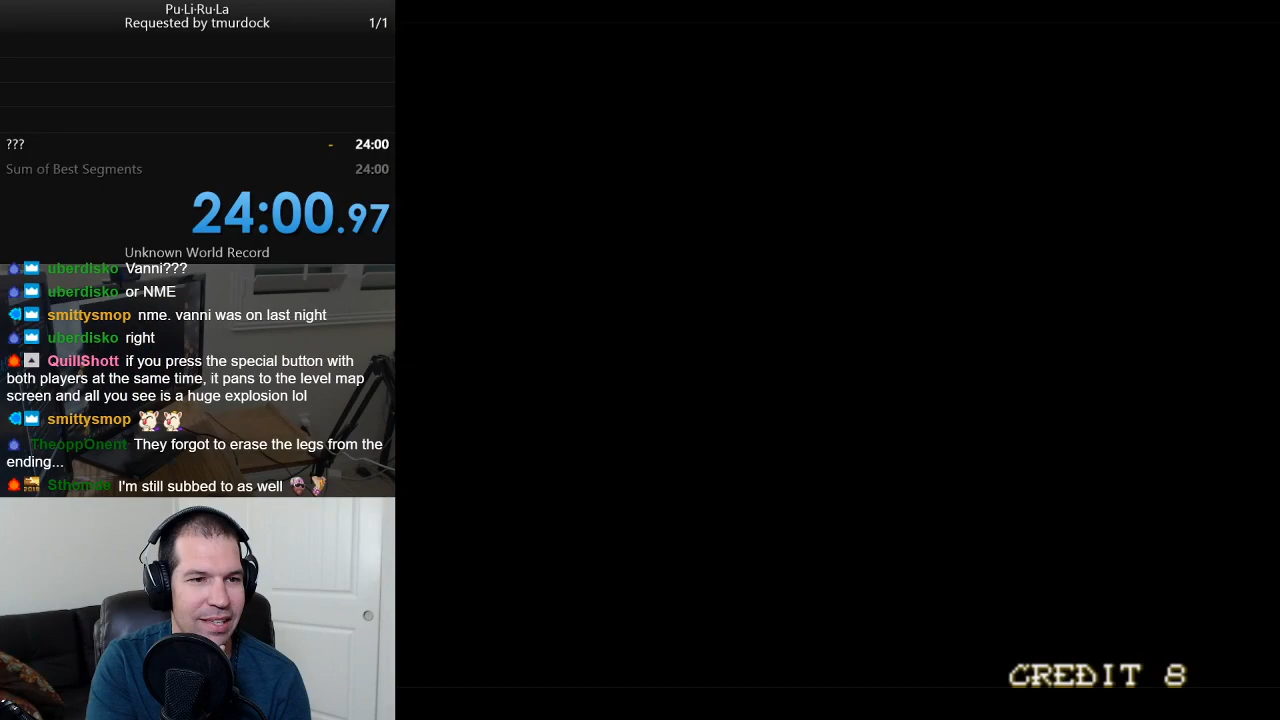 Pu·Li·Ru·La
Requested by tmurdock 1/1
??? - 24:00
Sum of Best Segments 24:00
24:00.97
Unknown World Record
uberdisko Vanni???
uberdisko or NME
smittysmop nme. vanni was on last night
uberdisko right
QuillShott if you press the special button with
both players at the same time, it pans to the level map
screen and all you see is a huge explosion lol
smittysmop
TheoppOnent They forgot to erase the legs from the
ending...
I'm still subbed to as well
CREDIT 8